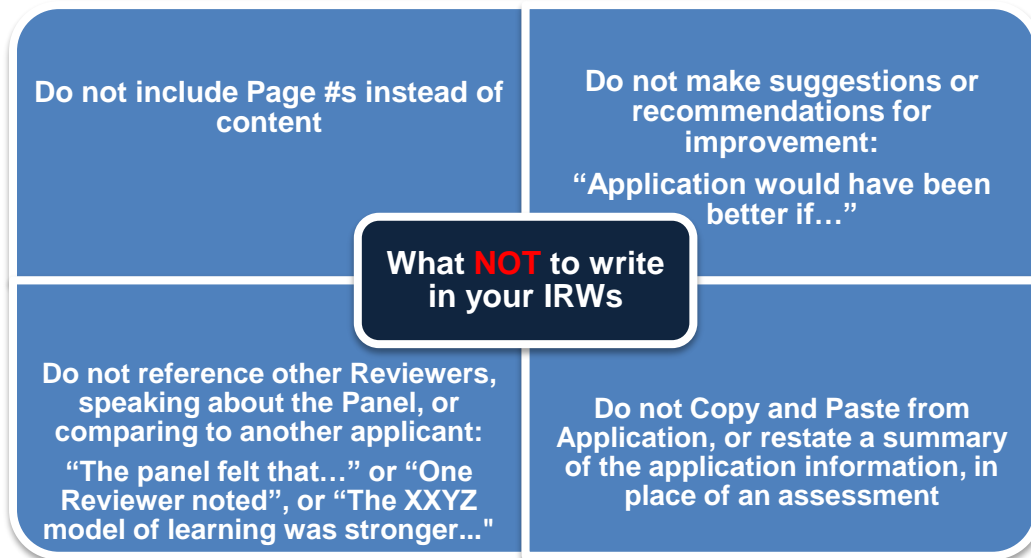 Do not include Page #s instead of
content
Do not make suggestions or
recommendations for
improvement:
“Application would have been
better if…”
What NOT to write
in your IRWs
Do not reference other Reviewers,
speaking about the Panel, or
comparing to another applicant:
“The panel felt that…” or “One
Reviewer noted”, or “The XXYZ
model of learning was stronger..."
Do not Copy and Paste from
Application, or restate a summary
of the application information, in
place of an assessment